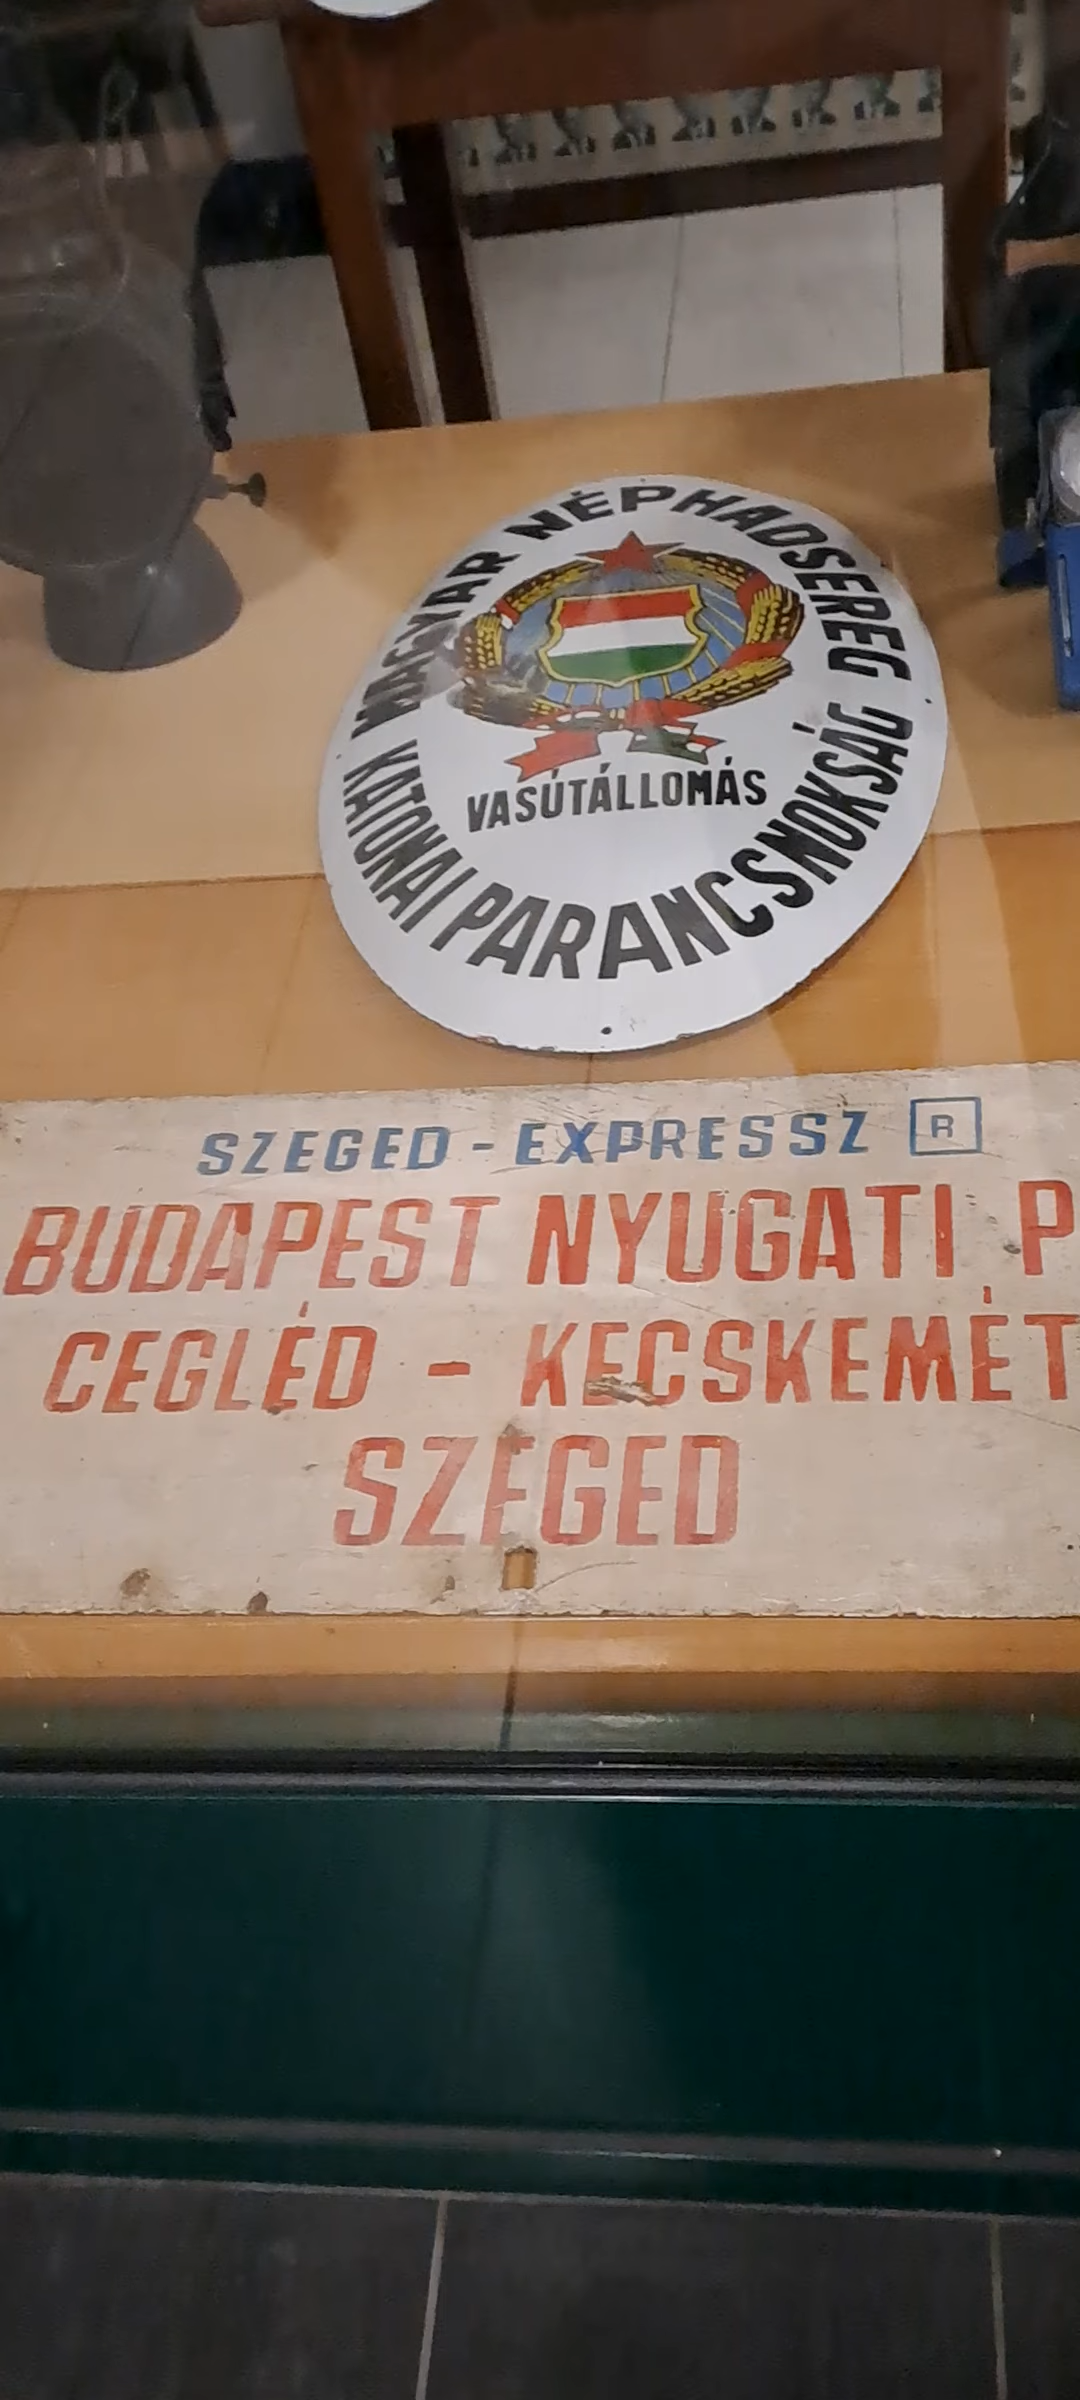 MAGYAR NÉPHADSEREG
VASÚTÁLLOMÁS
KATONAI PARANCSNOKSÁG
SZEGED - EXPRESSZ R
BUDAPEST NYUGATI P
CEGLÉD - KECSKEMÉT
SZEGED